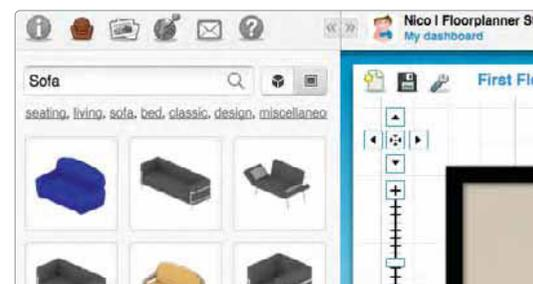 Nico | Floorplanner S
My dashboard
Sofa
seating, living, sofa, bed, classic, design, miscellaneo
First Fl